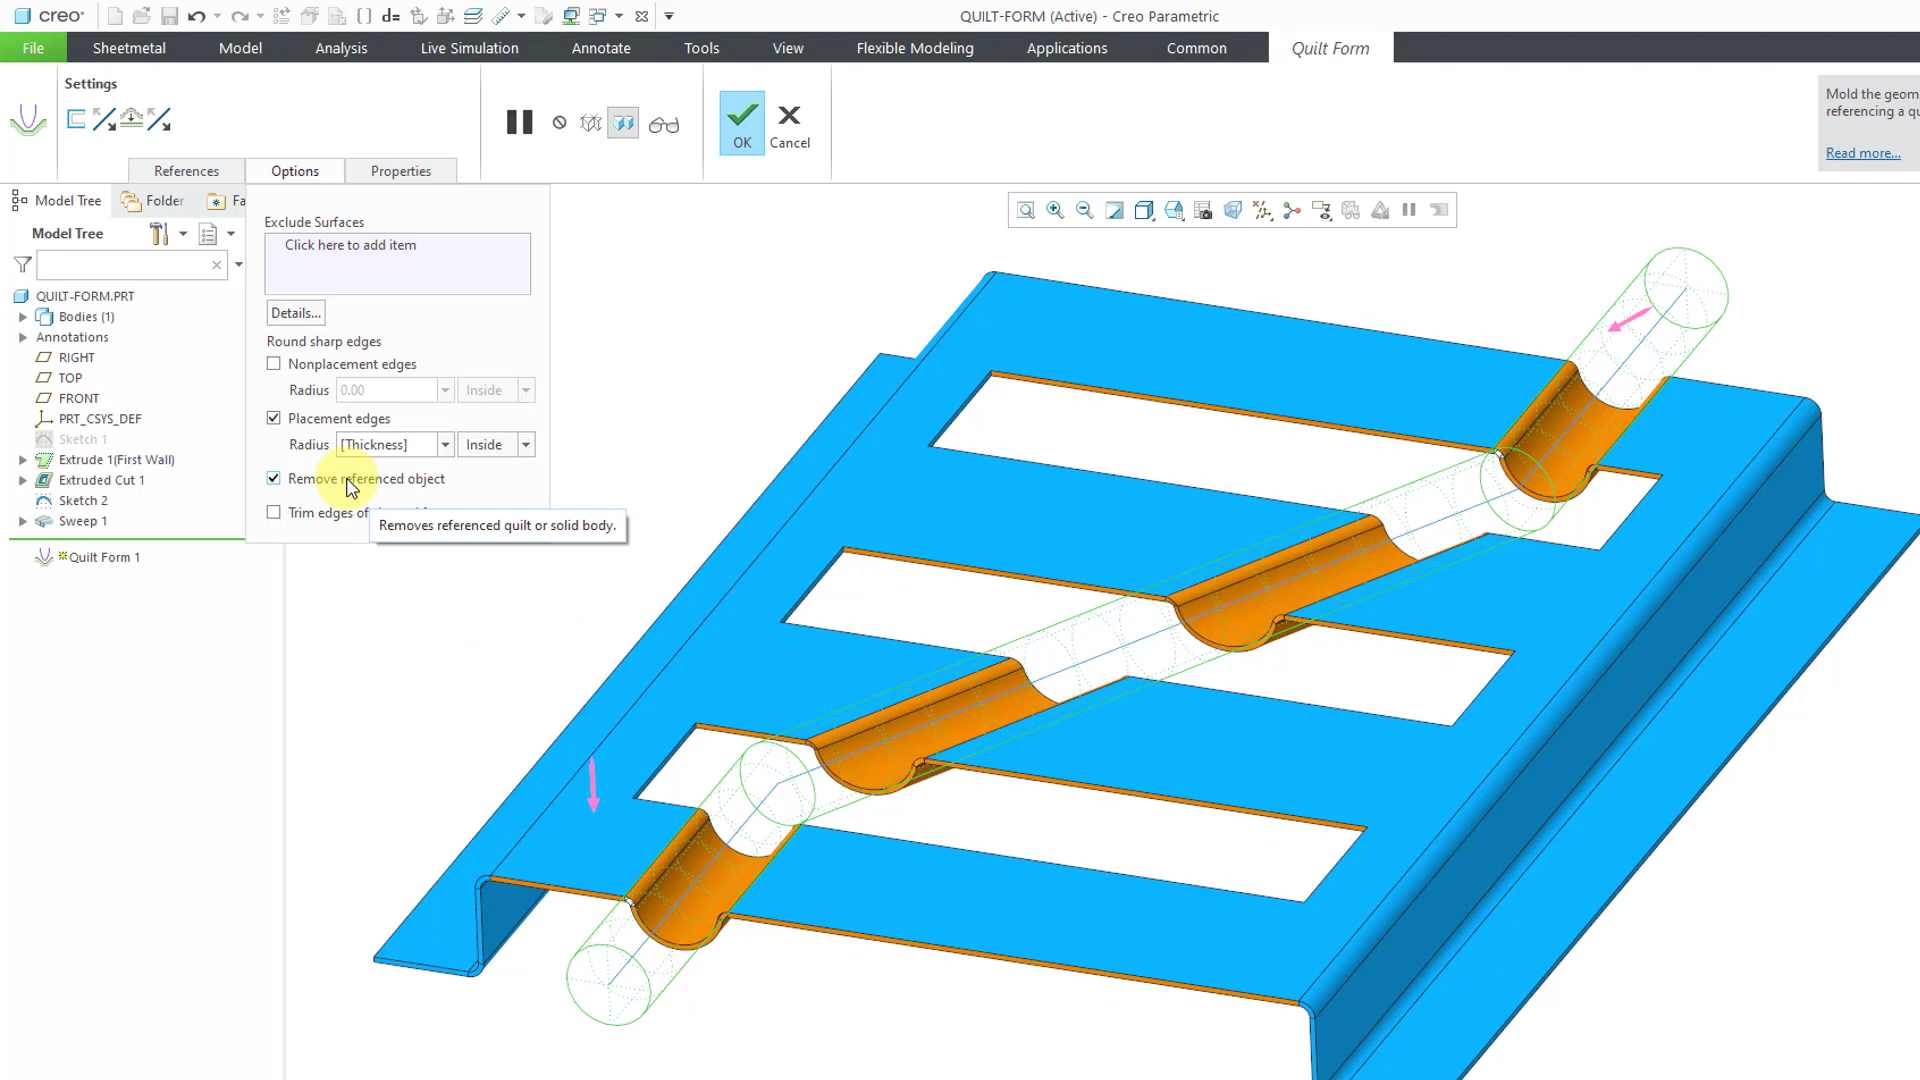 creo® QUILT-FORM (Active) - Creo Parametric
File Sheetmetal Model Analysis Live Simulation Annotate Tools View Flexible Modeling Applications Common Quilt Form
Settings
OK Cancel
Mold the geom
referencing a qu
Read more...
References Options Properties
Model Tree Folder Fa
Model Tree
QUILT-FORM.PRT
Bodies (1)
Annotations
RIGHT
TOP
FRONT
PRT_CSYS_DEF
Sketch 1
Extrude 1(First Wall)
Extruded Cut 1
Sketch 2
Sweep 1
Quilt Form 1
Exclude Surfaces
Click here to add item
Details...
Round sharp edges
Nonplacement edges
Radius 0.00 Inside
Placement edges
Radius [Thickness] Inside
Remove referenced object
Trim edges of
Removes referenced quilt or solid body.